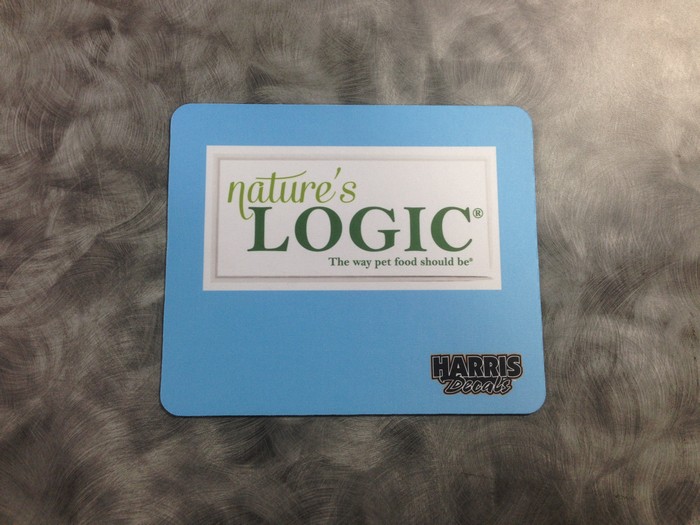 nature's
LOGIC®
The way pet food should be®
HARRIS
Decals